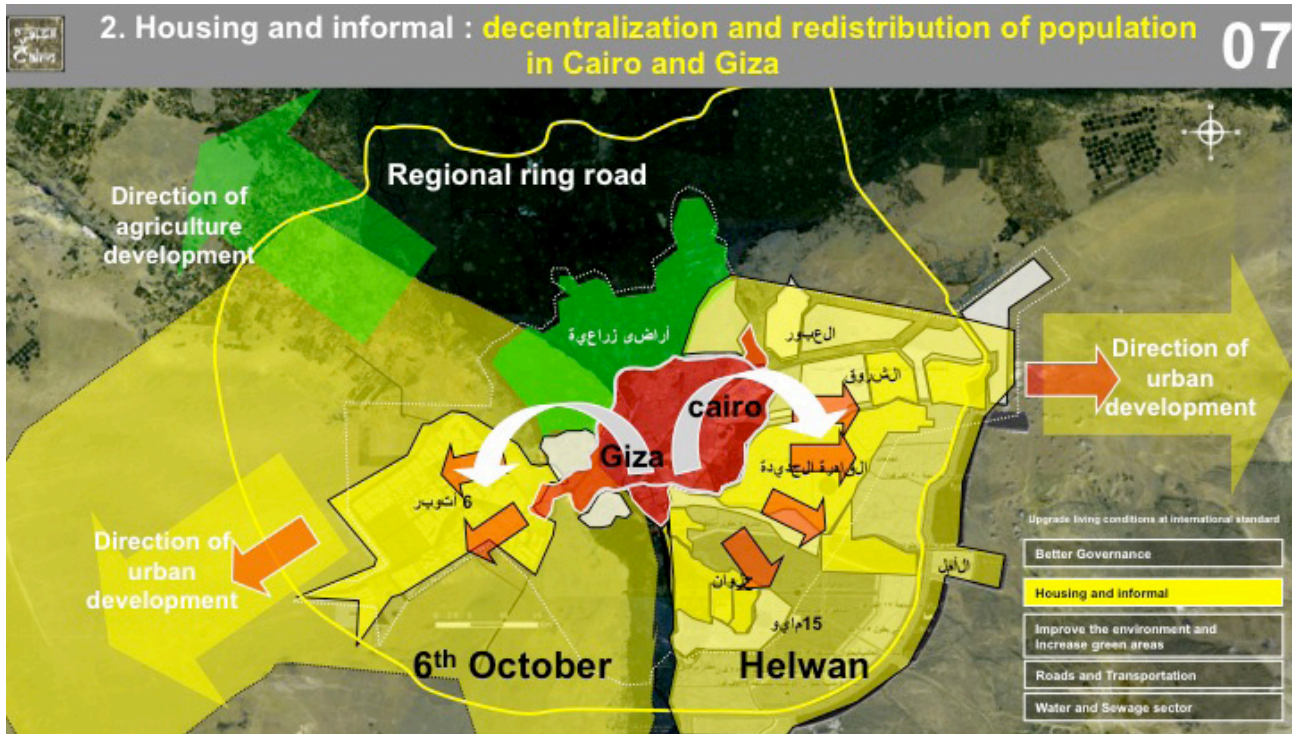 2. Housing and informal : decentralization and redistribution of population
in Cairo and Giza
07
Regional ring road
Direction of
agriculture
development
أراضى زراعية
العبور
الشروق
Direction of
urban
development
cairo
Giza
القاهرة الجديدة
6 أكتوبر
Direction of
urban
development
حلوان
15مايو
الأمل
6th October
Helwan
Upgrade living conditions at international standard
Better Governance
Housing and informal
Improve the environment and
Increase green areas
Roads and Transportation
Water and Sewage sector